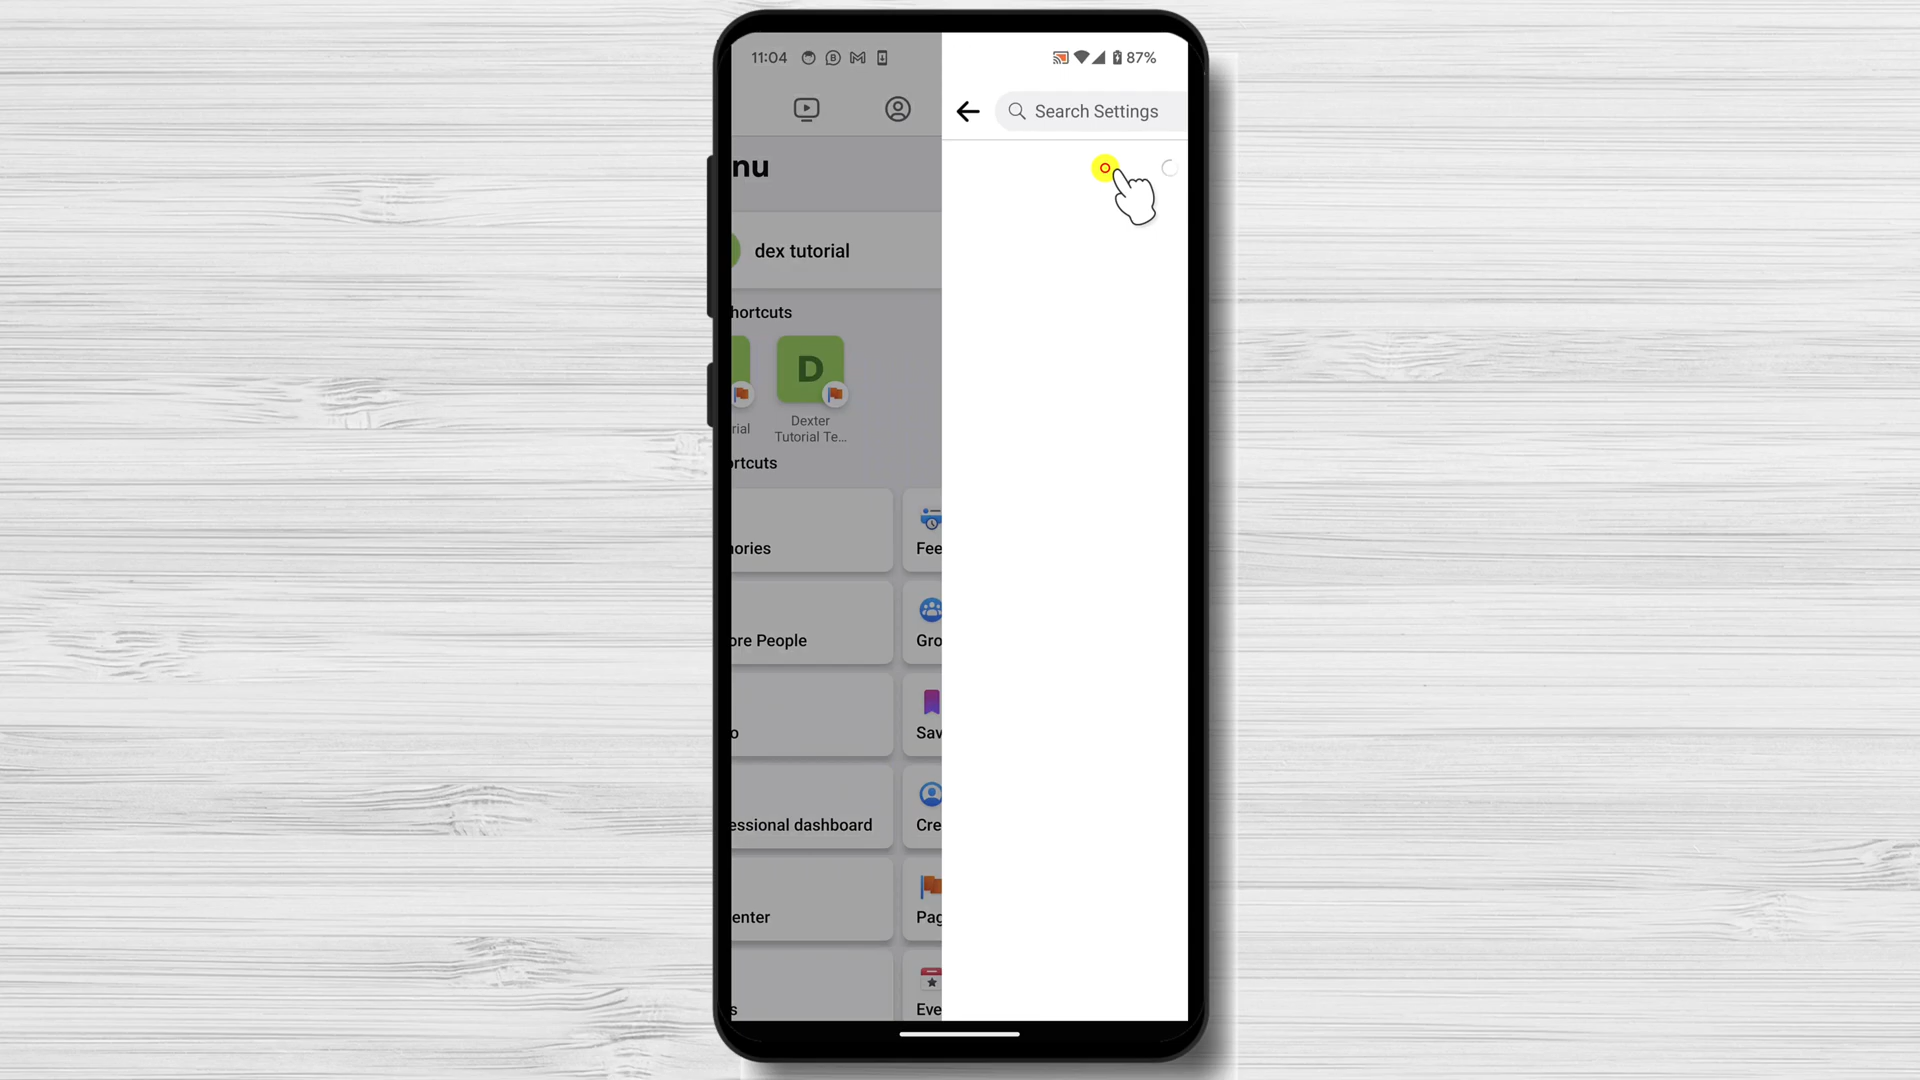 11:04
87%
Search Settings
nu
dex tutorial
hortcuts
D
rial
Dexter
Tutorial Te...
ortcuts
nories
Fee
ore People
Gro
o
Sav
essional dashboard
Cre
enter
Pag
s
Eve